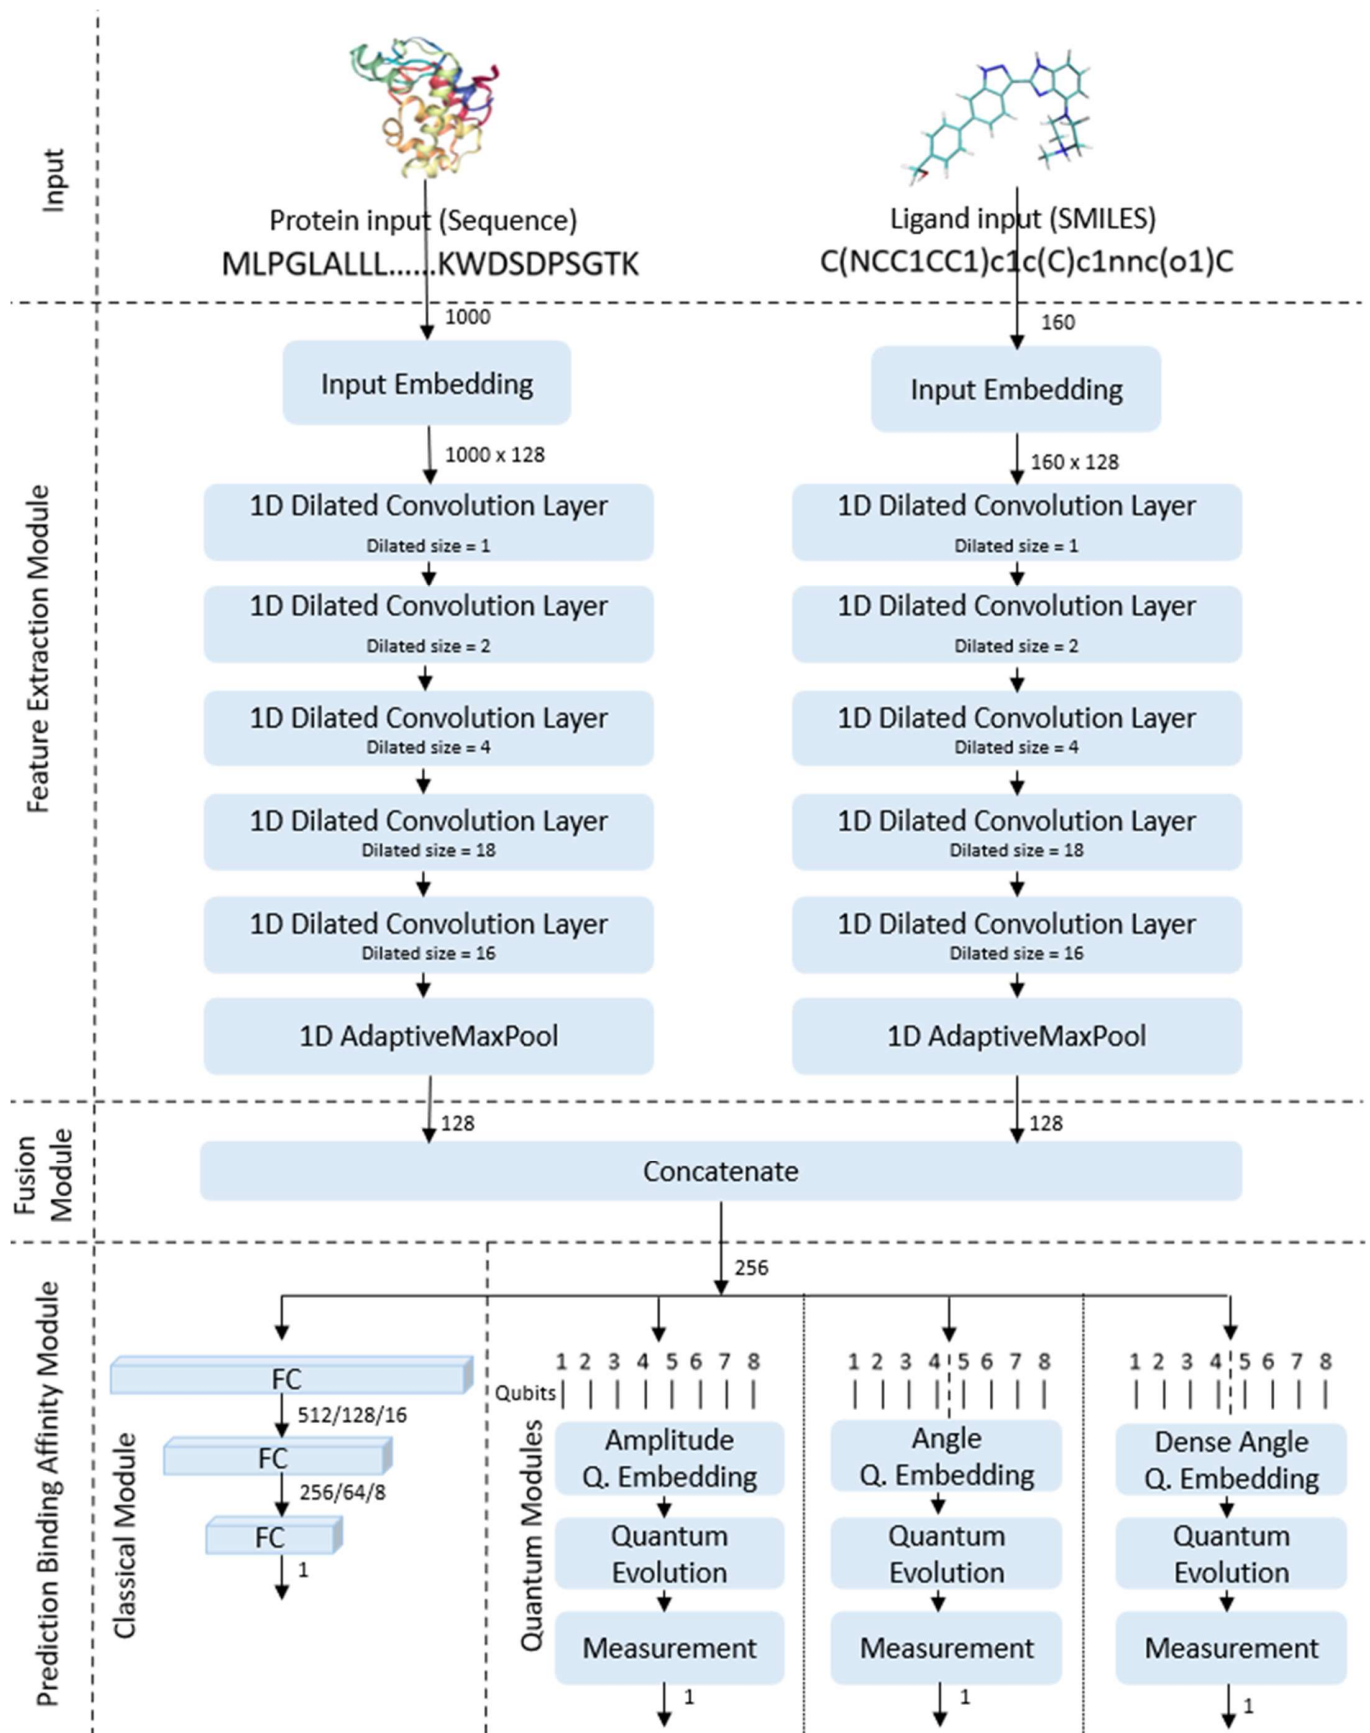 Input
Protein input (Sequence)
MLPGLALLL......KWDSDPSGTK
Ligand input (SMILES)
C(NCC1CC1)c1c(C)c1nnc(o1)C
Feature Extraction Module
1000
Input Embedding
1000 x 128
1D Dilated Convolution Layer
Dilated size = 1
1D Dilated Convolution Layer
Dilated size = 2
1D Dilated Convolution Layer
Dilated size = 4
1D Dilated Convolution Layer
Dilated size = 18
1D Dilated Convolution Layer
Dilated size = 16
1D AdaptiveMaxPool
128
160
Input Embedding
160 x 128
1D Dilated Convolution Layer
Dilated size = 1
1D Dilated Convolution Layer
Dilated size = 2
1D Dilated Convolution Layer
Dilated size = 4
1D Dilated Convolution Layer
Dilated size = 18
1D Dilated Convolution Layer
Dilated size = 16
1D AdaptiveMaxPool
128
Fusion
Module
Concatenate
256
Prediction Binding Affinity Module
Classical Module
FC
512/128/16
FC
256/64/8
FC
1
Quantum Modules
Qubits
1 2 3 4 5 6 7 8
Amplitude
Q. Embedding
Quantum
Evolution
Measurement
1
1 2 3 4 5 6 7 8
Angle
Q. Embedding
Quantum
Evolution
Measurement
1
1 2 3 4 5 6 7 8
Dense Angle
Q. Embedding
Quantum
Evolution
Measurement
1